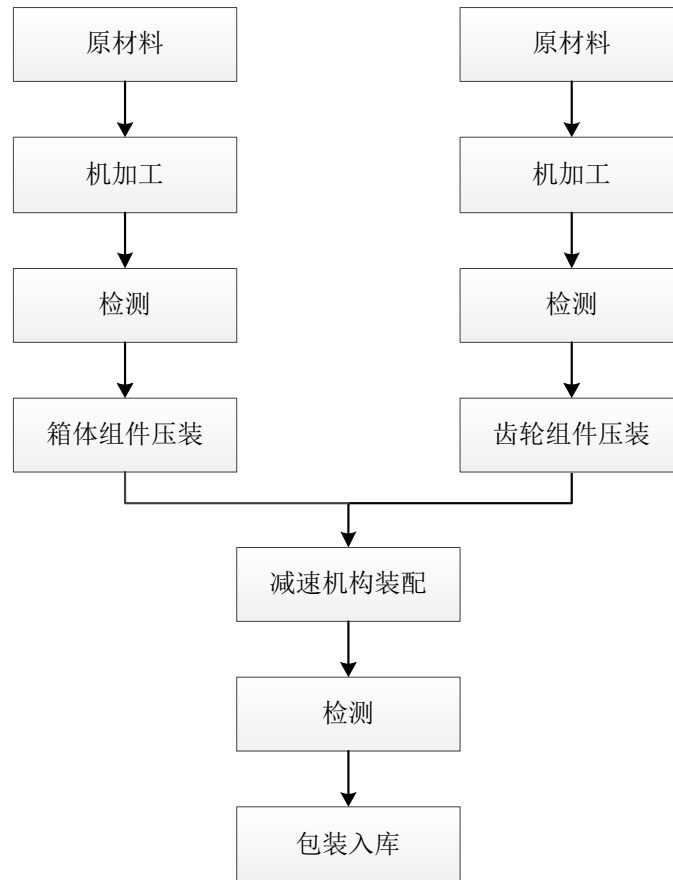 原材料
原材料
机加工
机加工
检测
检测
箱体组件压装
齿轮组件压装
减速机构装配
检测
包装入库